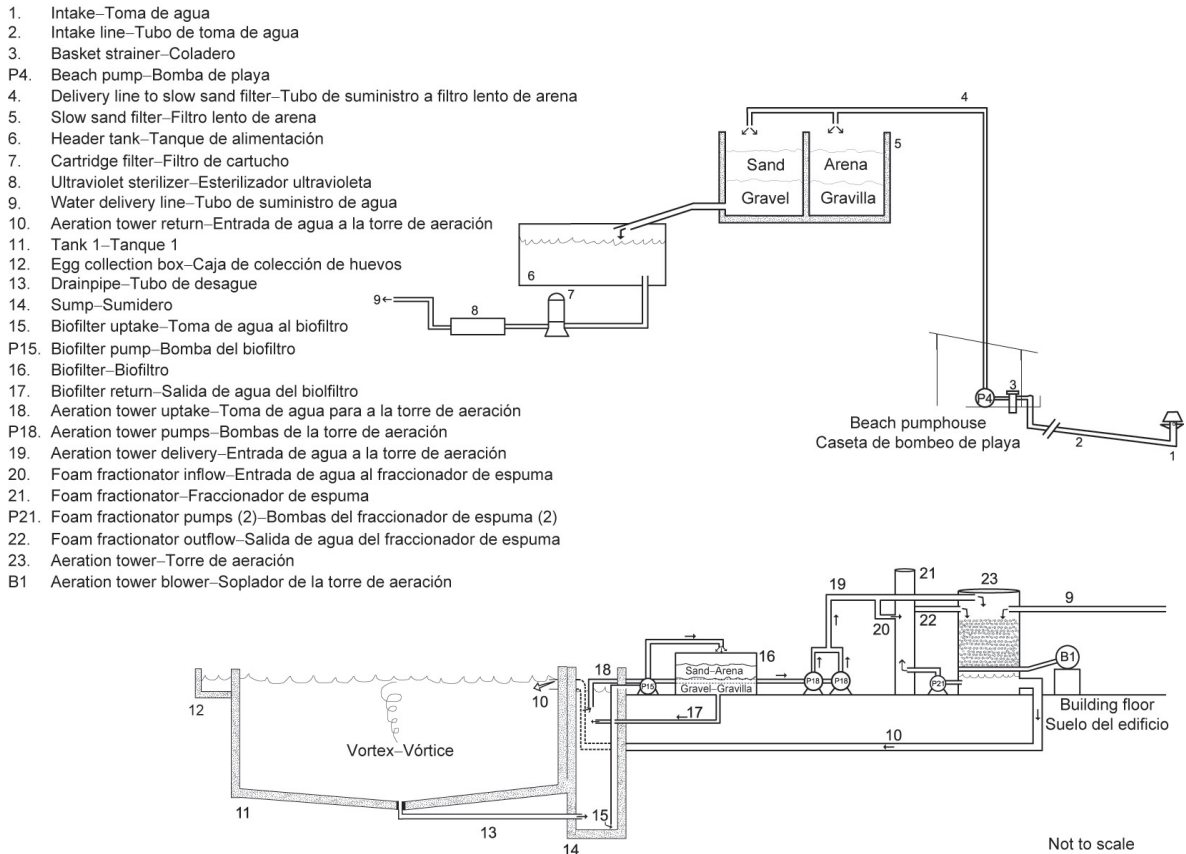 1. Intake–Toma de agua
2. Intake line–Tubo de toma de agua
3. Basket strainer–Coladero
P4. Beach pump–Bomba de playa
4. Delivery line to slow sand filter–Tubo de suministro a filtro lento de arena
5. Slow sand filter–Filtro lento de arena
6. Header tank–Tanque de alimentación
7. Cartridge filter–Filtro de cartucho
8. Ultraviolet sterilizer–Esterilizador ultravioleta
9. Water delivery line–Tubo de suministro de agua
10. Aeration tower return–Entrada de agua a la torre de aeración
11. Tank 1–Tanque 1
12. Egg collection box–Caja de colección de huevos
13. Drainpipe–Tubo de desague
14. Sump–Sumidero
15. Biofilter uptake–Toma de agua al biofiltro
P15. Biofilter pump–Bomba del biofiltro
16. Biofilter–Biofiltro
17. Biofilter return–Salida de agua del biolfiltro
18. Aeration tower uptake–Toma de agua para a la torre de aeración
P18. Aeration tower pumps–Bombas de la torre de aeración
19. Aeration tower delivery–Entrada de agua a la torre de aeración
20. Foam fractionator inflow–Entrada de agua al fraccionador de espuma
21. Foam fractionator–Fraccionador de espuma
P21. Foam fractionator pumps (2)–Bombas del fraccionador de espuma (2)
22. Foam fractionator outflow–Salida de agua del fraccionador de espuma
23. Aeration tower–Torre de aeración
B1 Aeration tower blower–Soplador de la torre de aeración
4
5
Sand Arena
Gravel Gravilla
6
7
8
9
3
P4
Beach pumphouse
Caseta de bombeo de playa
2
1
21
23
19
9
20
22
16
B1
18
P15
Sand–Arena
Gravel–Gravilla
P18
P18
P21
12
10
17
Building floor
Suelo del edificio
10
Vortex–Vórtice
11
13
15
14
Not to scale